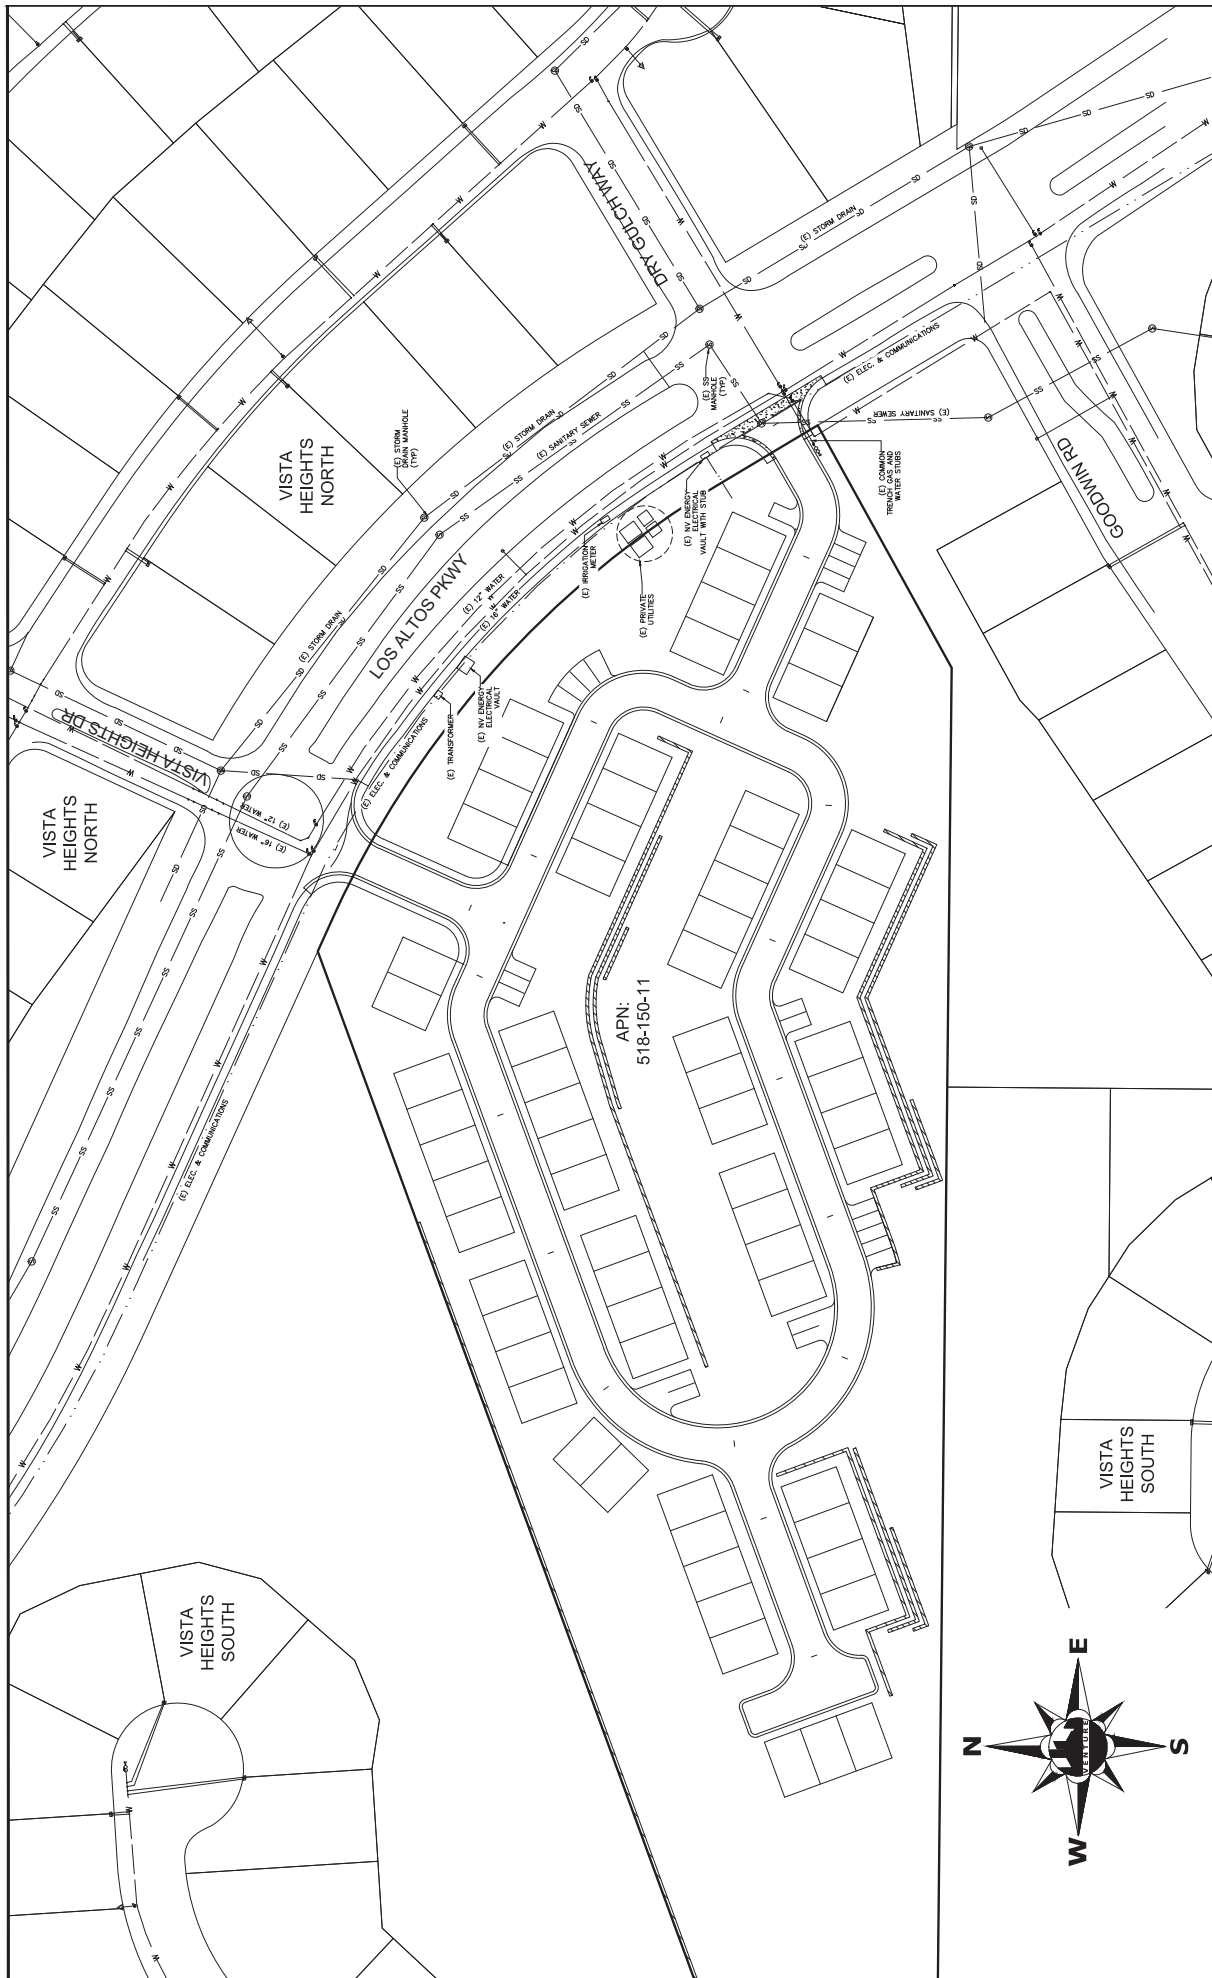 DRY GULCH WAY
SD
W
(E) STORM DRAIN
VISTA
HEIGHTS
NORTH
(E) STORM
DRAIN MANHOLE
(TYP)
(E) STORM DRAIN
(E) SANITARY SEWER
(E) SS
MANHOLE
(TYP)
(E) ELEC. & COMMUNICATIONS
(E) SANITARY SEWER
(E) COMMON
TRENCH GAS AND
WATER STUBS
GOODWIN RD
(E) NV ENERGY
ELECTRICAL
VAULT WITH STUB
(E) IRRIGATION
METER
(E) PRIVATE
UTILITIES
LOS ALTOS PKWY
(E) 12" WATER
(E) 16" WATER
(E) STORM DRAIN
VISTA HEIGHTS DR
(E) NV ENERGY
ELECTRICAL
VAULT
(E) TRANSFORMER
(E) ELEC. & COMMUNICATIONS
(E) 12" WATER
(E) 16" WATER
VISTA
HEIGHTS
NORTH
SS
APN:
518-150-11
(E) ELEC. & COMMUNICATIONS
VISTA
HEIGHTS
SOUTH
VISTA
HEIGHTS
SOUTH
N
E
S
W
VENTURE